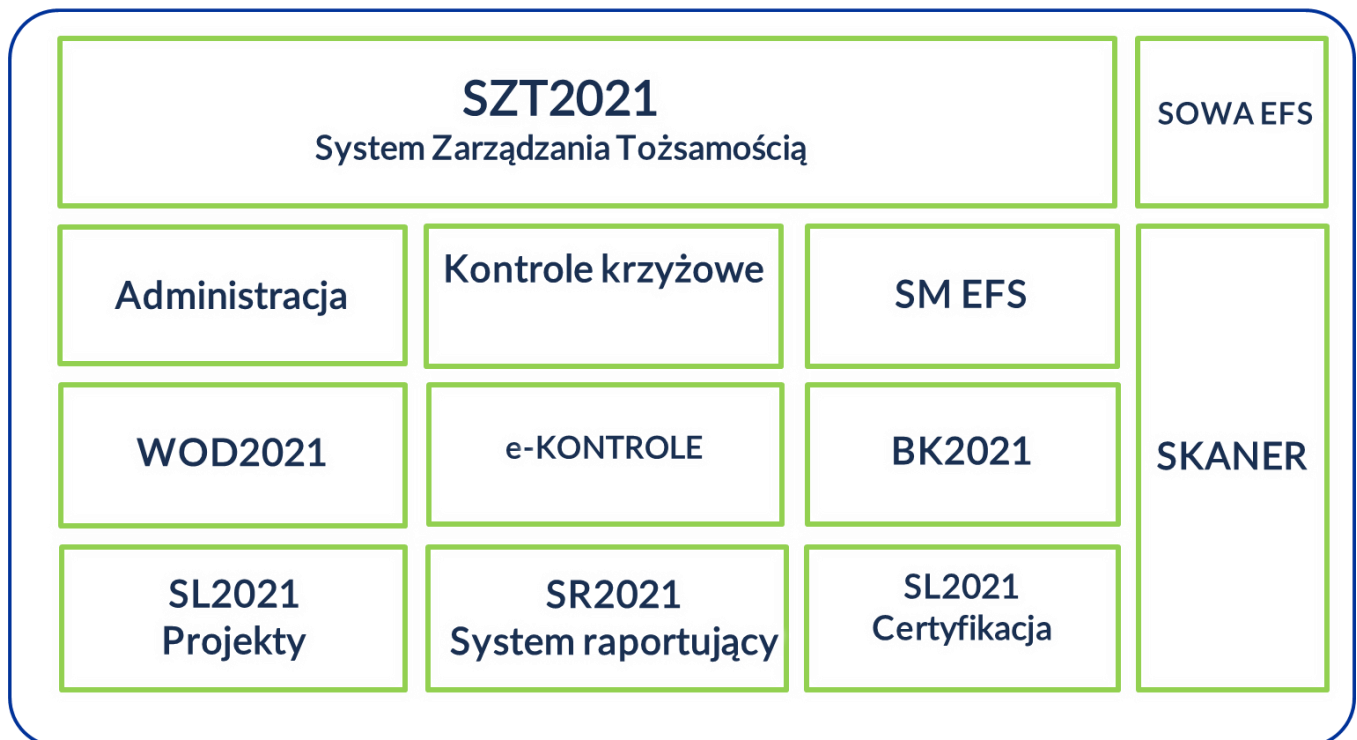 SZT2021
System Zarządzania Tożsamością
SOWA EFS
Administracja
Kontrole krzyżowe
SM EFS
WOD2021
e-KONTROLE
BK2021
SKANER
SL2021
Projekty
SR2021
System raportujący
SL2021
Certyfikacja